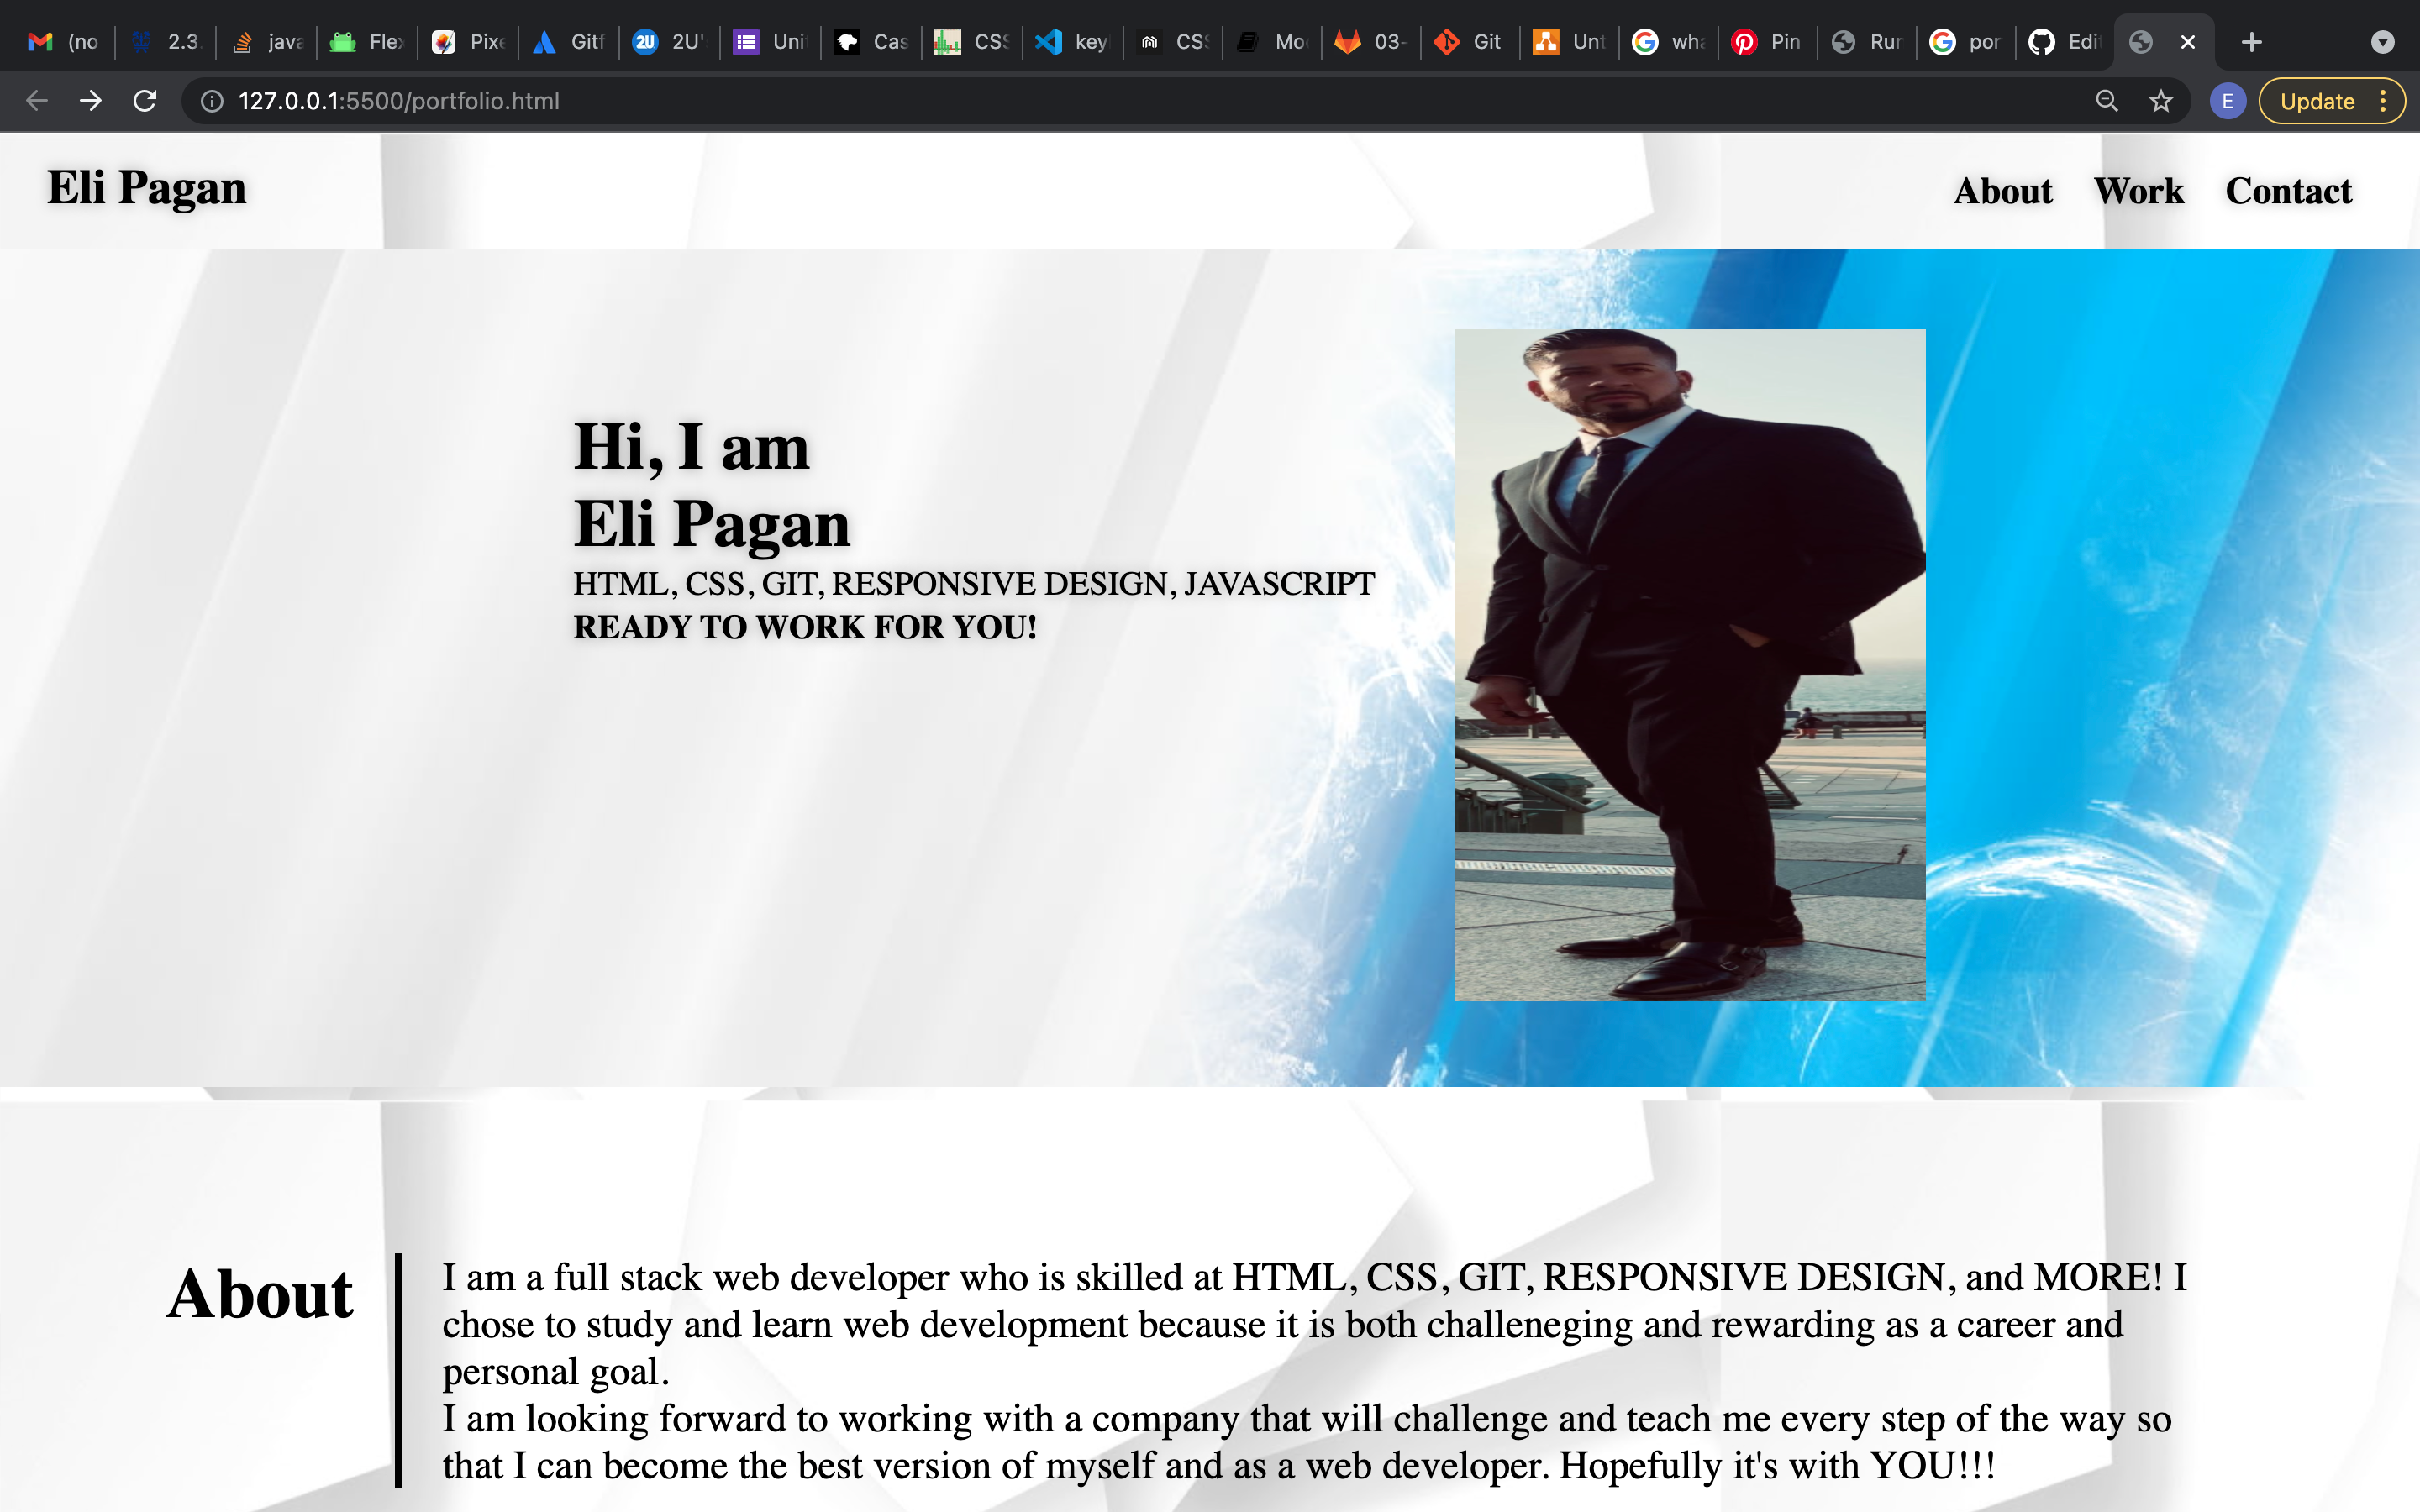 (no 2.3. java Flex Pixe Gitf 2U' Unit Cas CSS key CSS Mo 03- Git Unt wha Pin Rur por Edi
127.0.0.1:5500/portfolio.html E Update
Eli Pagan About Work Contact
Hi, I am
Eli Pagan
HTML, CSS, GIT, RESPONSIVE DESIGN, JAVASCRIPT
READY TO WORK FOR YOU!
About
I am a full stack web developer who is skilled at HTML, CSS, GIT, RESPONSIVE DESIGN, and MORE! I
chose to study and learn web development because it is both challeneging and rewarding as a career and
personal goal.
I am looking forward to working with a company that will challenge and teach me every step of the way so
that I can become the best version of myself and as a web developer. Hopefully it's with YOU!!!